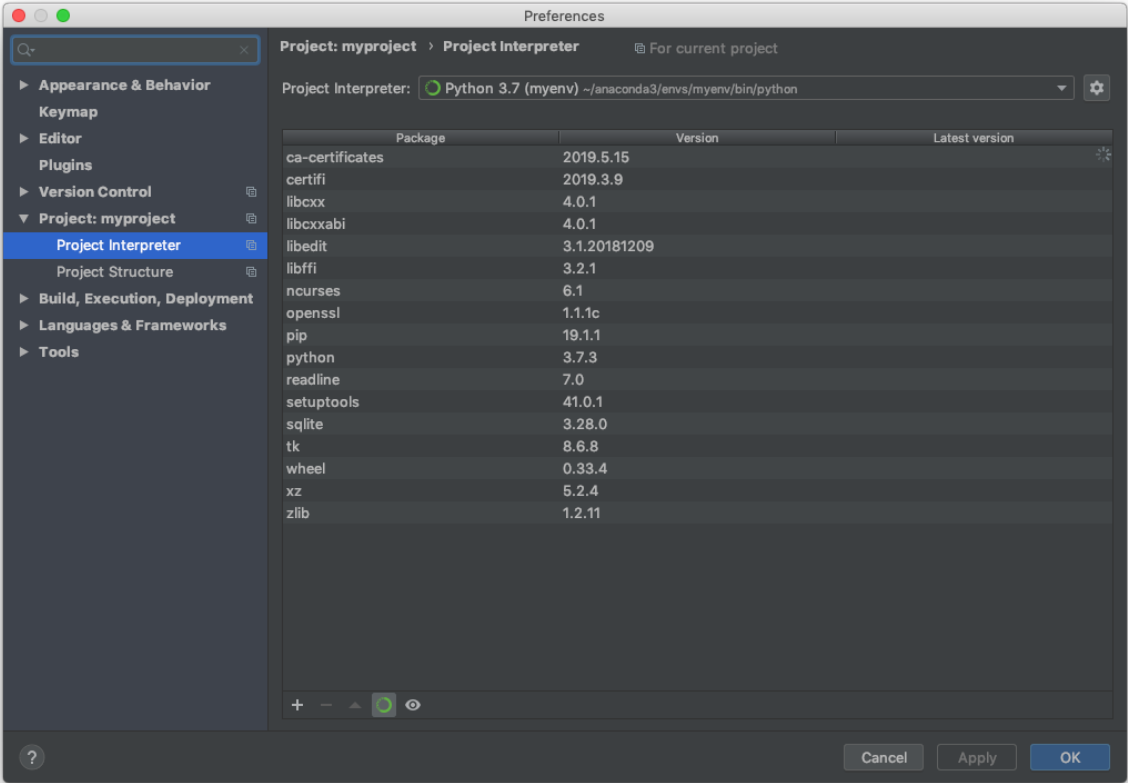 Preferences
Project: myproject › Project Interpreter
For current project
Appearance & Behavior
Keymap
Editor
Plugins
Version Control
Project: myproject
Project Interpreter
Project Structure
Build, Execution, Deployment
Languages & Frameworks
Tools
Project Interpreter: Python 3.7 (myenv) ~/anaconda3/envs/myenv/bin/python
Package Version Latest version
ca-certificates 2019.5.15
certifi 2019.3.9
libcxx 4.0.1
libcxxabi 4.0.1
libedit 3.1.20181209
libffi 3.2.1
ncurses 6.1
openssl 1.1.1c
pip 19.1.1
python 3.7.3
readline 7.0
setuptools 41.0.1
sqlite 3.28.0
tk 8.6.8
wheel 0.33.4
xz 5.2.4
zlib 1.2.11
?
Cancel Apply OK